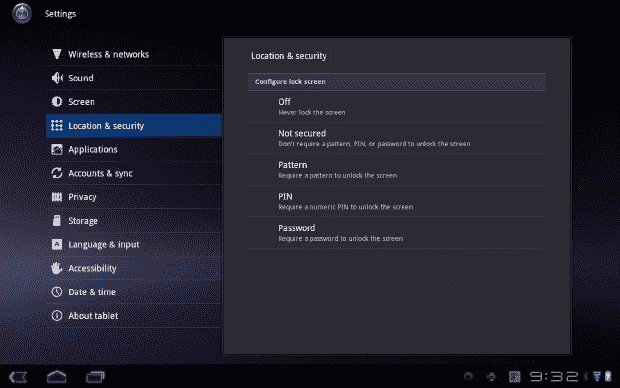 Settings
Wireless & networks
Sound
Screen
Location & security
Applications
Accounts & sync
Privacy
Storage
Language & input
Accessibility
Date & time
About tablet
Location & security
Configure lock screen
Off
Never lock the screen
Not secured
Don't require a pattern, PIN, or password to unlock the screen
Pattern
Require a pattern to unlock the screen
PIN
Require a numeric PIN to unlock the screen
Password
Require a password to unlock the screen
9:32